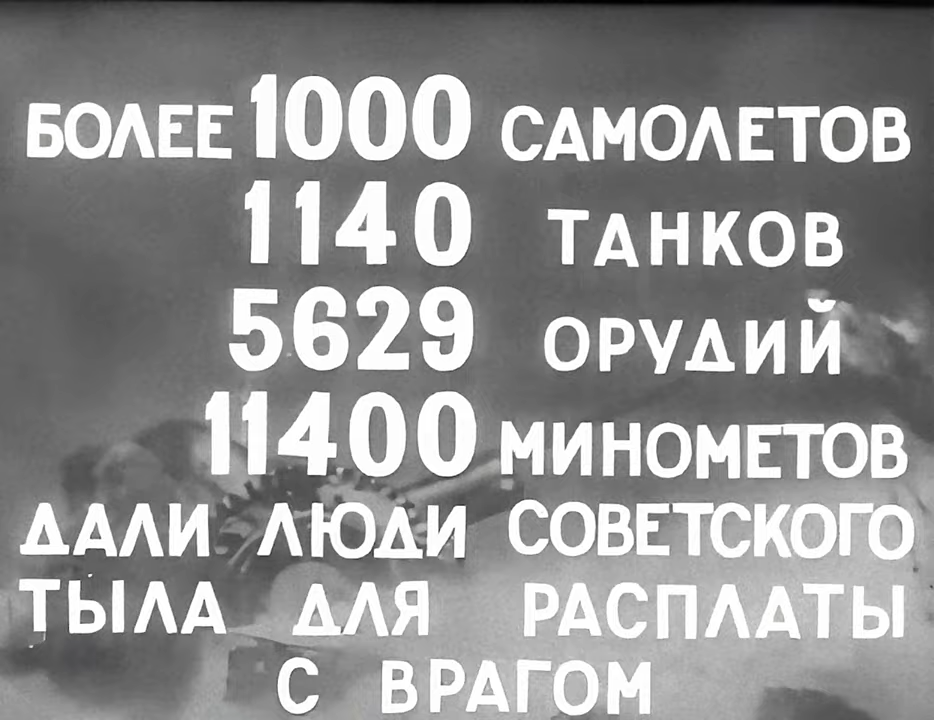 БОЛЕЕ 1000 САМОЛЕТОВ
1140 ТАНКОВ
5629 ОРУДИЙ
11400 МИНОМЕТОВ
ДАЛИ ЛЮДИ СОВЕТСКОГО
ТЫЛА ДЛЯ РАСПЛАТЫ
С ВРАГОМ